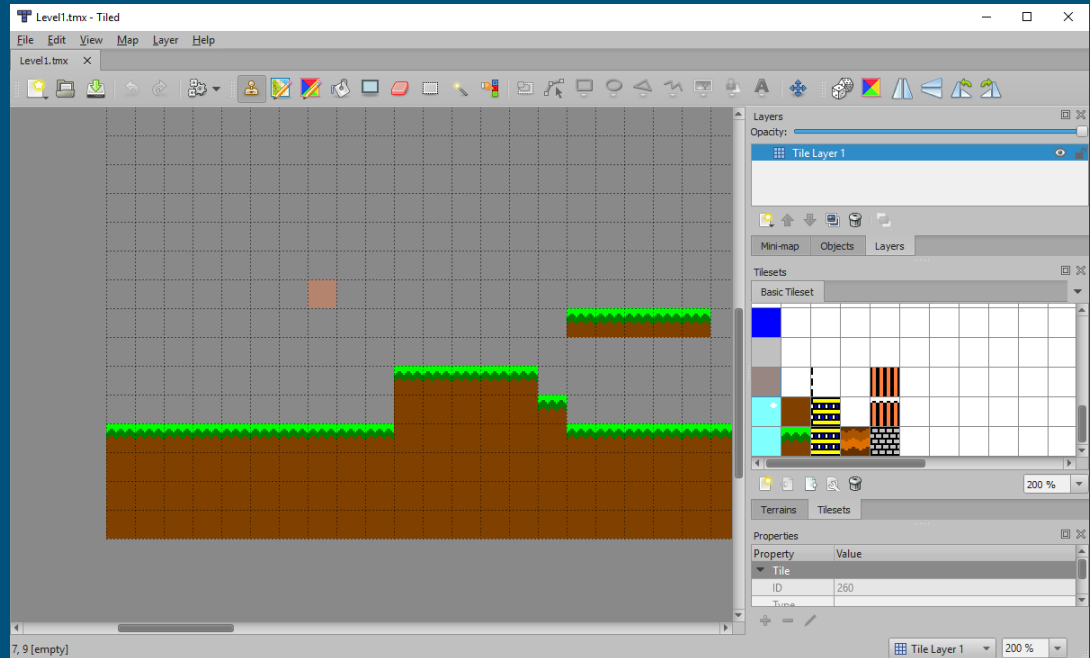 Level1.tmx - Tiled
File Edit View Map Layer Help
Level1.tmx
Layers
Opacity:
Tile Layer 1
Mini-map Objects Layers
Tilesets
Basic Tileset
200 %
Terrains Tilesets
Properties
Property Value
Tile
ID 260
Type
7, 9 [empty]
Tile Layer 1 200 %